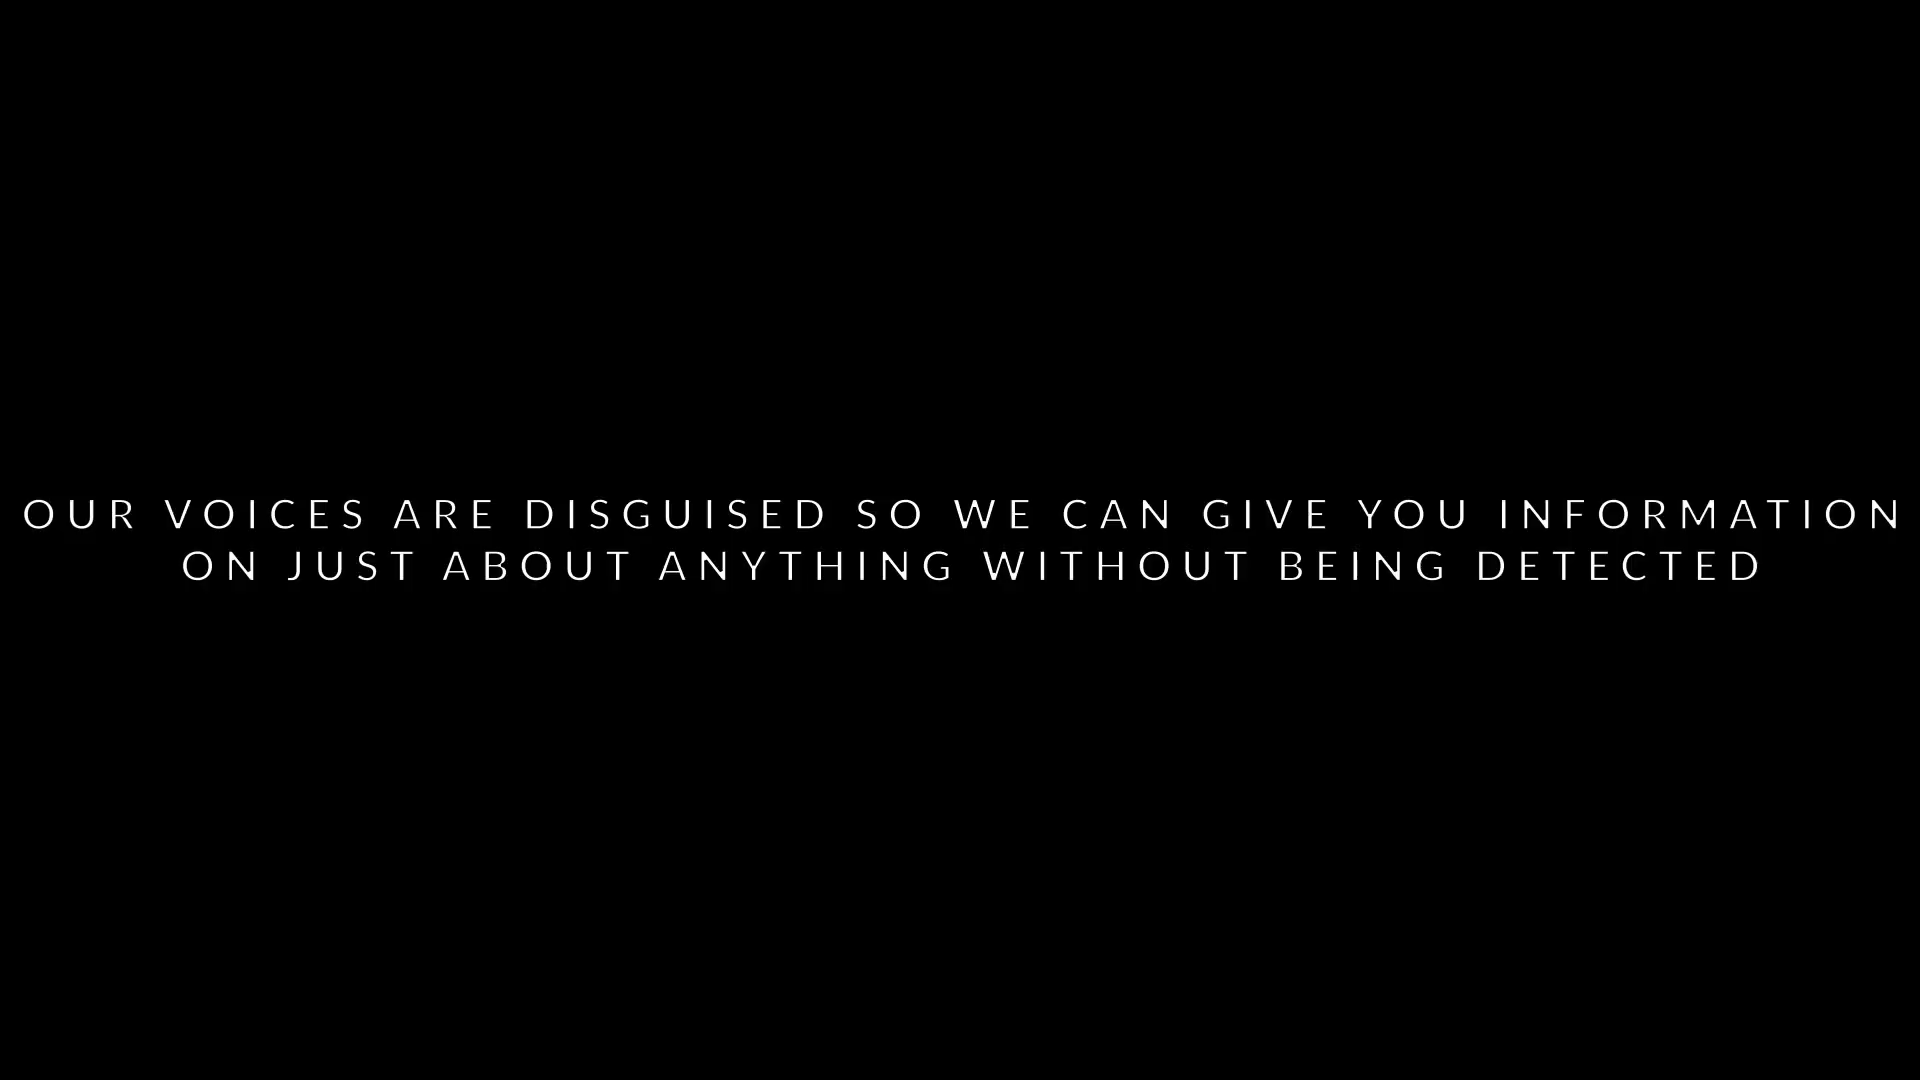 OUR VOICES ARE DISGUISED SO WE CAN GIVE YOU INFORMATION
ON JUST ABOUT ANYTHING WITHOUT BEING DETECTED